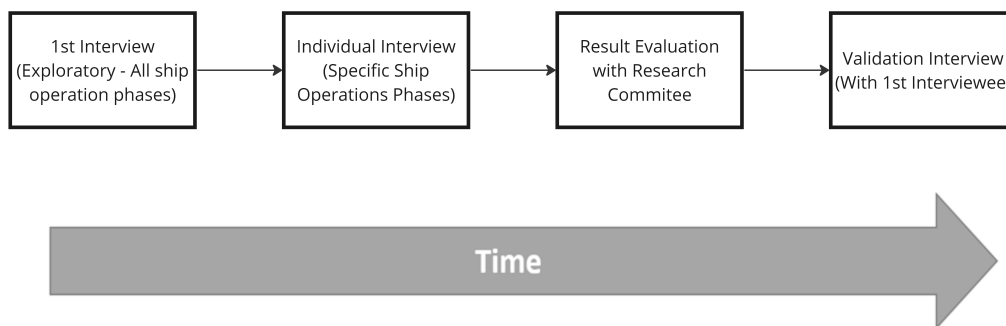 1st Interview
(Exploratory - All ship
operation phases)
Individual Interview
(Specific Ship
Operations Phases)
Result Evaluation
with Research
Commitee
Validation Interview
(With 1st Interviewee
Time